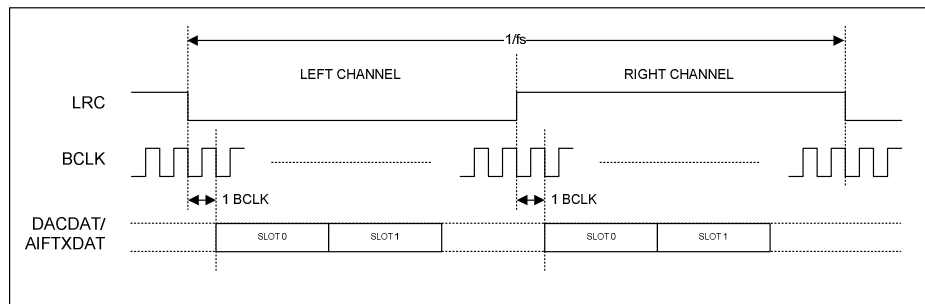 1/fs
LEFT CHANNEL
RIGHT CHANNEL
LRC
BCLK
1 BCLK
1 BCLK
DACDAT/
AIFTXDAT
SLOT 0
SLOT 1
SLOT 0
SLOT 1